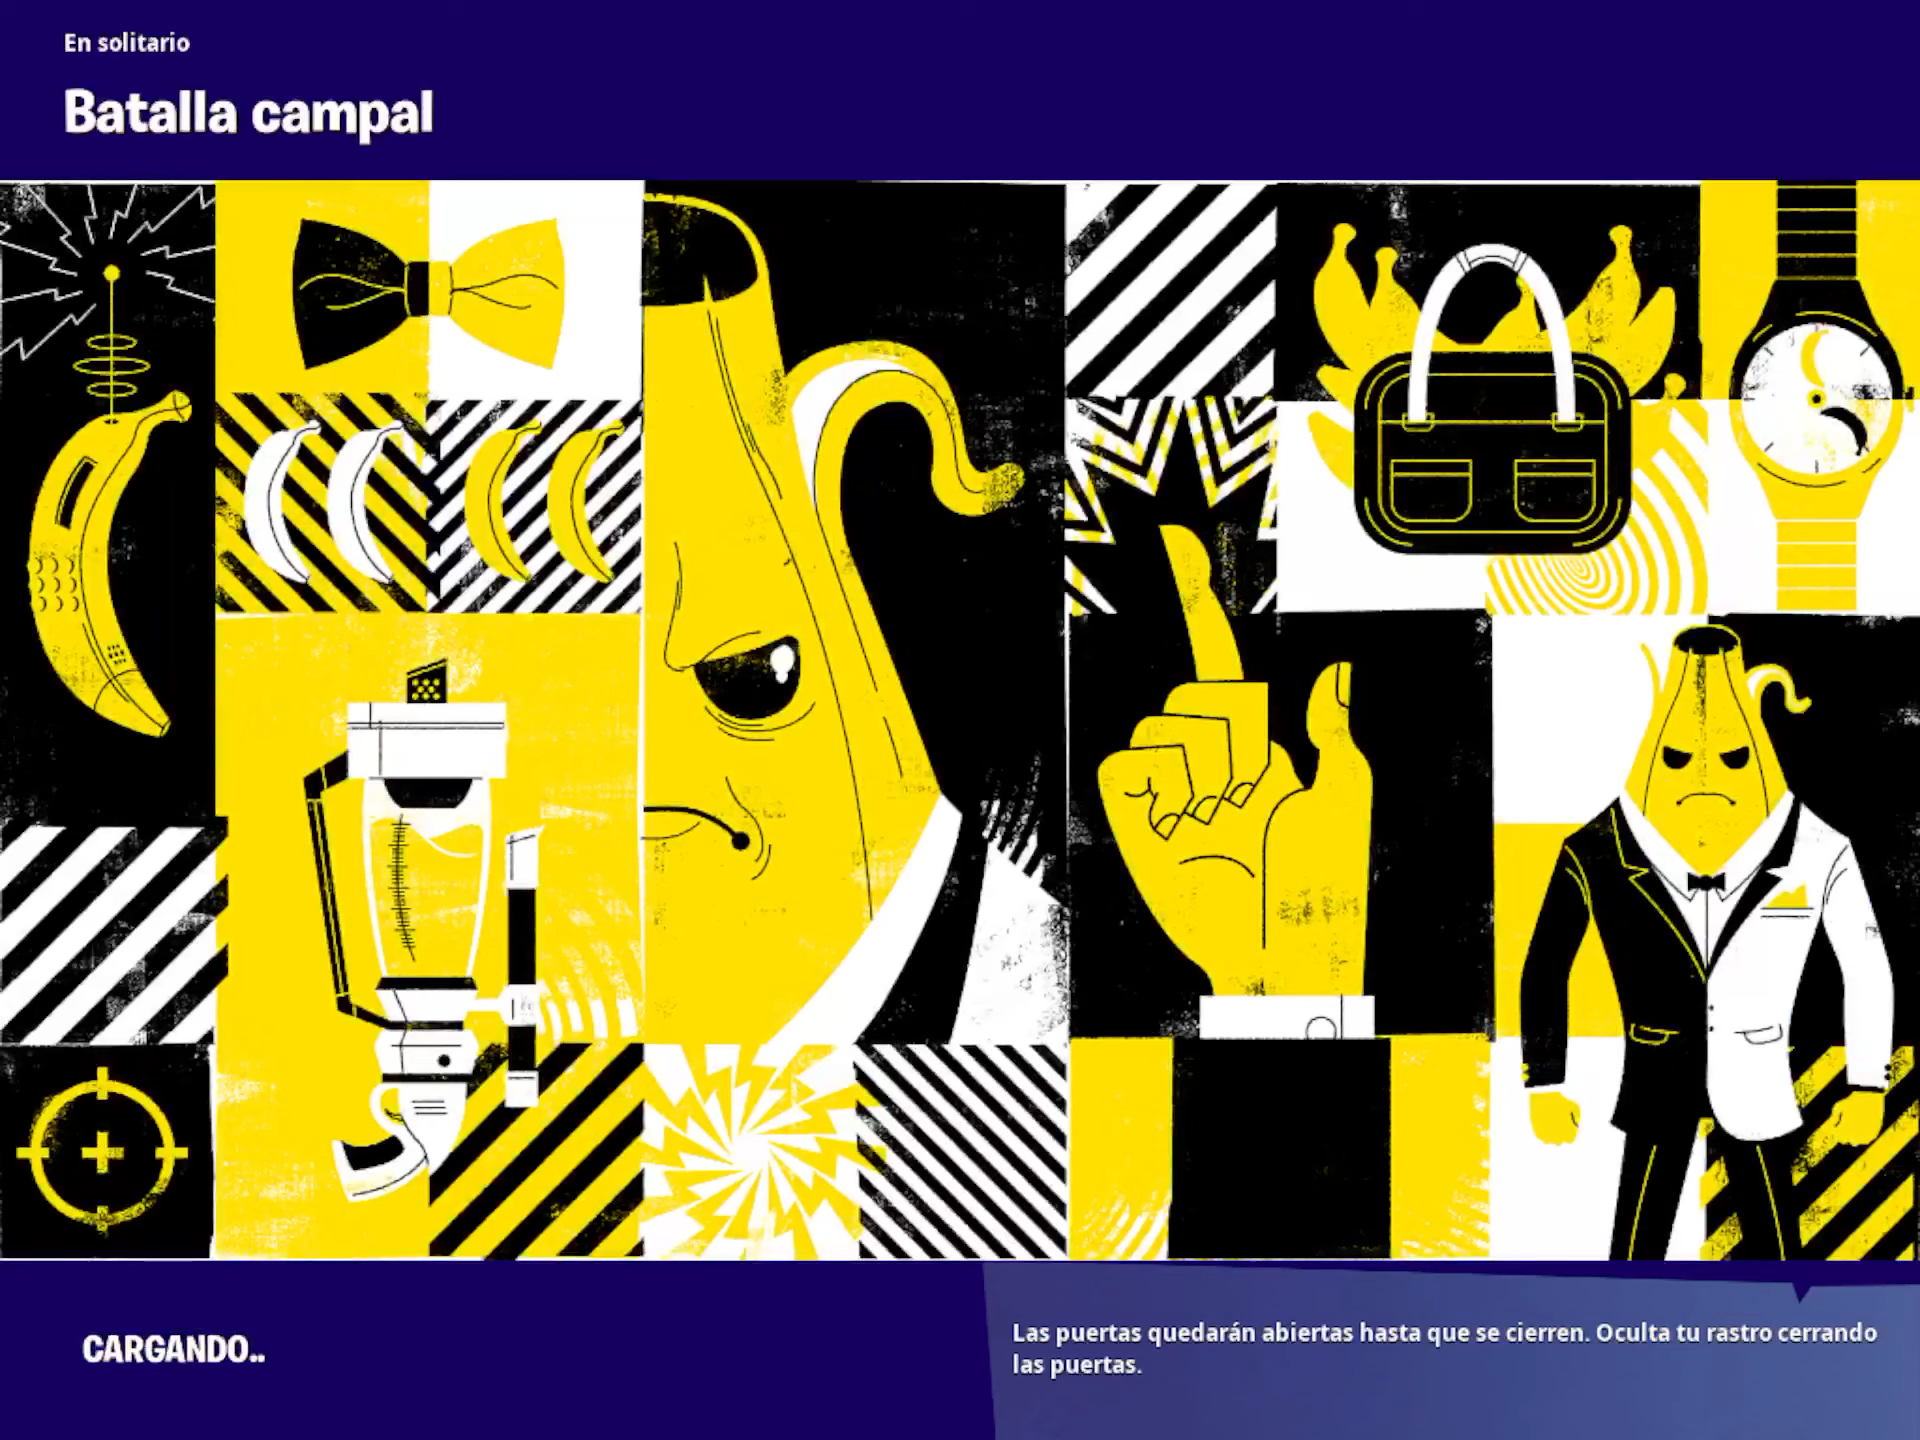 En solitario
Batalla campal
CARGANDO..
Las puertas quedarán abiertas hasta que se cierren. Oculta tu rastro cerrando
las puertas.